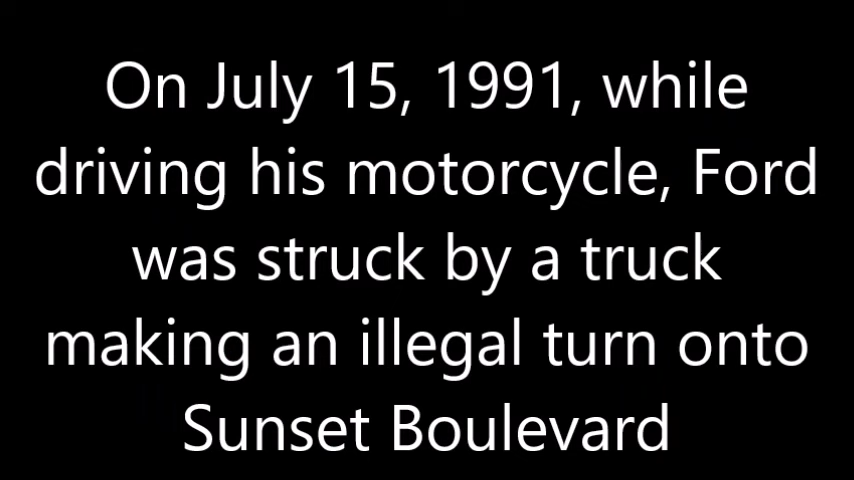 On July 15, 1991, while
driving his motorcycle, Ford
was struck by a truck
making an illegal turn onto
Sunset Boulevard